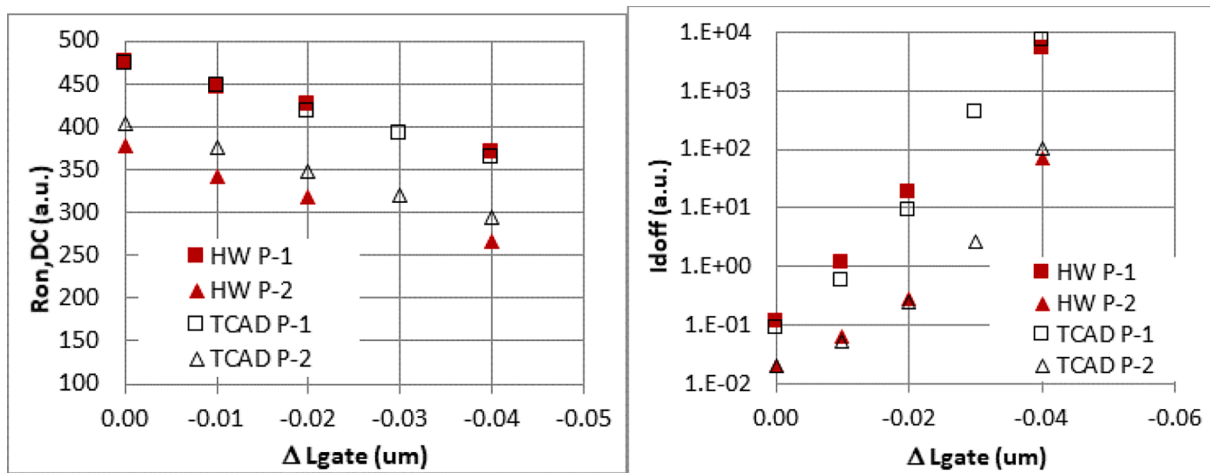 500
450
400
350
300
250
200
150
100
Ron,DC (a.u.)
HW P-1
HW P-2
TCAD P-1
TCAD P-2
0.00 -0.01 -0.02 -0.03 -0.04 -0.05
Δ Lgate (um)
1.E+04
1.E+03
1.E+02
1.E+01
1.E+00
1.E-01
1.E-02
Idoff (a.u.)
HW P-1
HW P-2
TCAD P-1
TCAD P-2
0.00 -0.02 -0.04 -0.06
Δ Lgate (um)